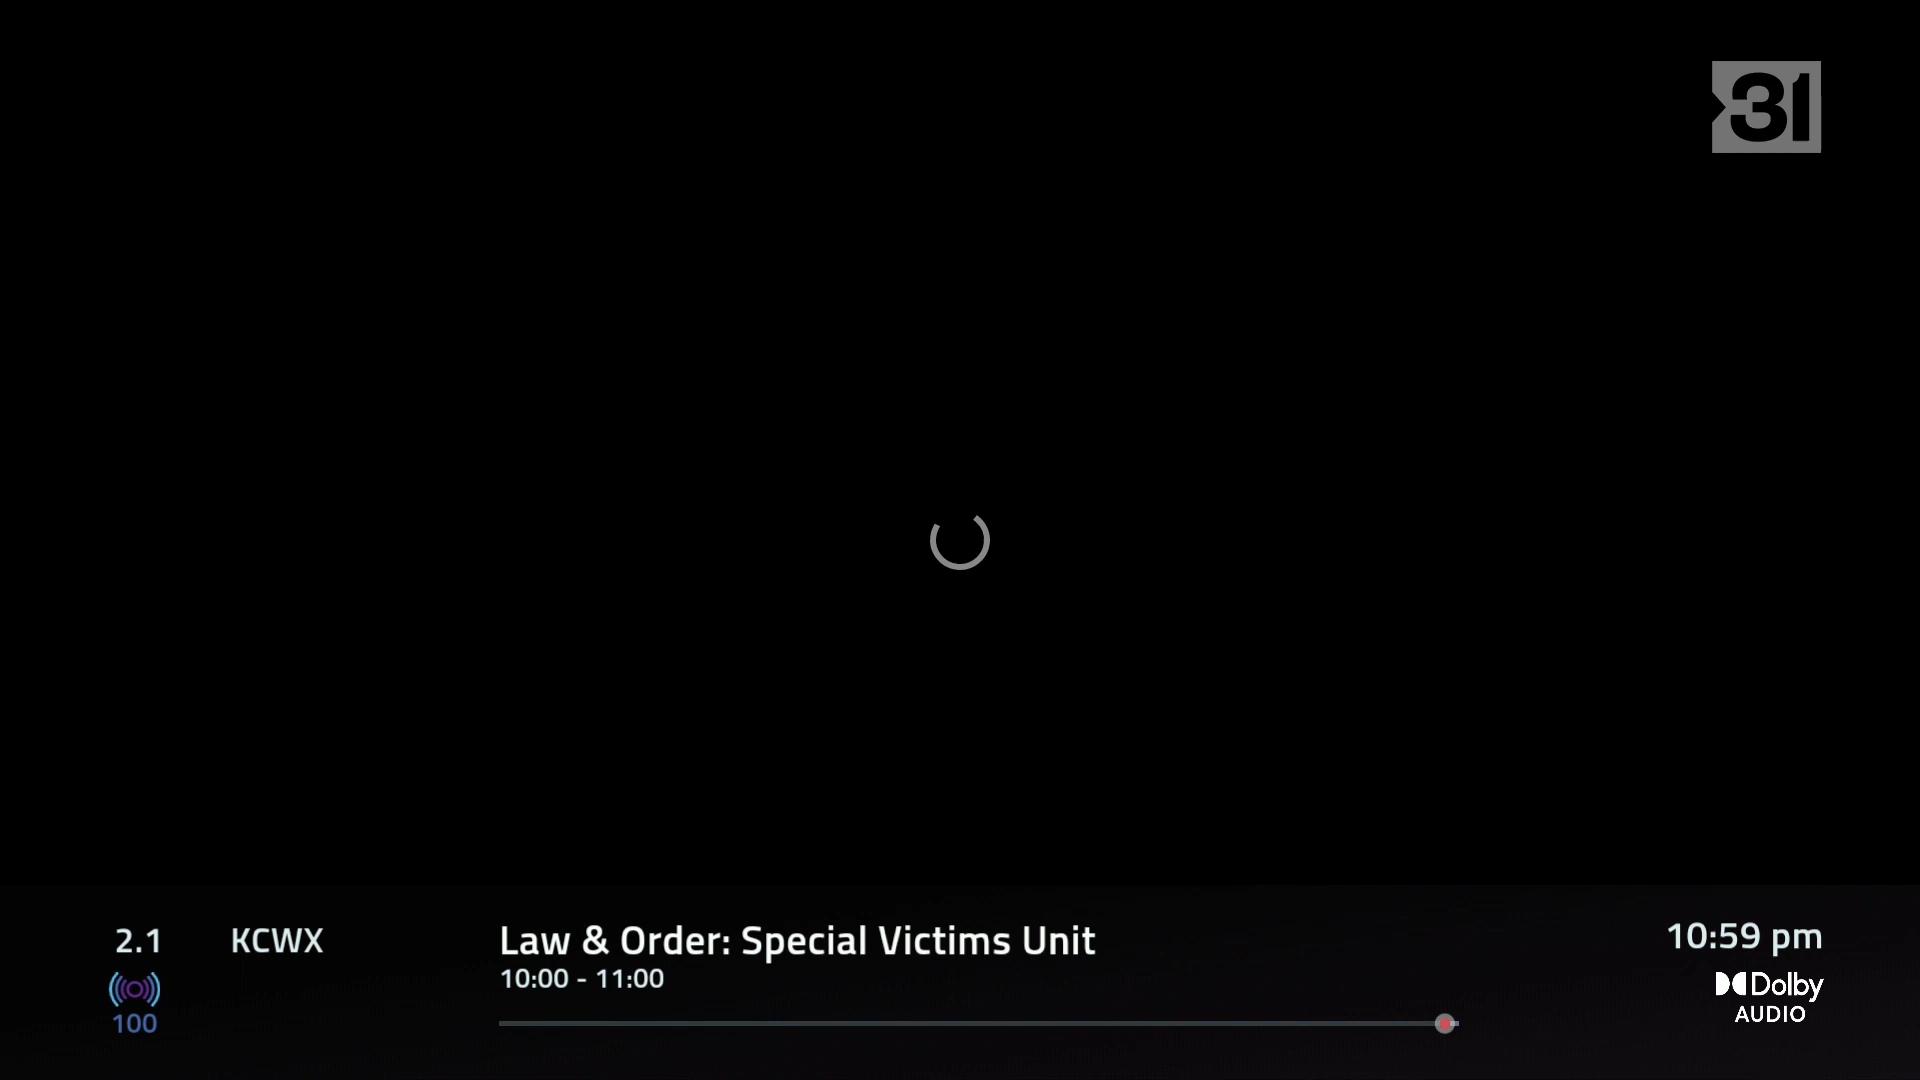 31
2.1 KCWX Law & Order: Special Victims Unit 10:59 pm
10:00 - 11:00
100
Dolby
AUDIO